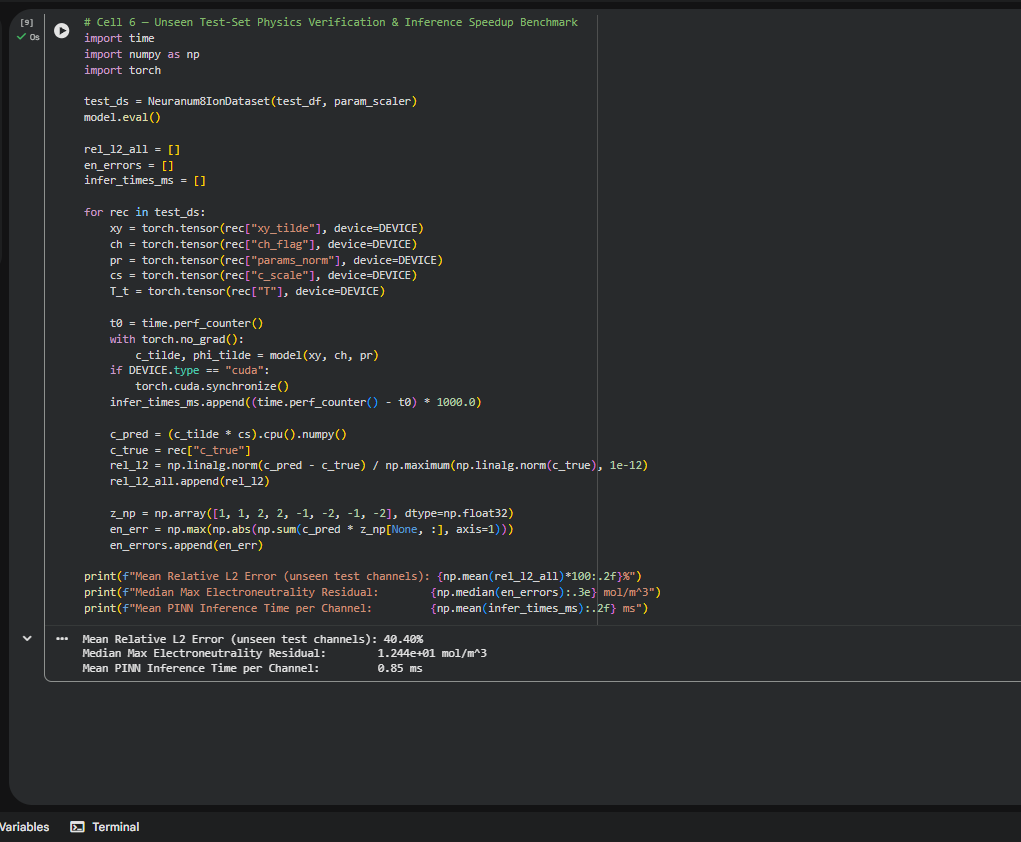 [9]
0s
# Cell 6 — Unseen Test-Set Physics Verification & Inference Speedup Benchmark
import time
import numpy as np
import torch

test_ds = Neuranum8IonDataset(test_df, param_scaler)
model.eval()

rel_l2_all = []
en_errors = []
infer_times_ms = []

for rec in test_ds:
    xy = torch.tensor(rec["xy_tilde"], device=DEVICE)
    ch = torch.tensor(rec["ch_flag"], device=DEVICE)
    pr = torch.tensor(rec["params_norm"], device=DEVICE)
    cs = torch.tensor(rec["c_scale"], device=DEVICE)
    T_t = torch.tensor(rec["T"], device=DEVICE)

    t0 = time.perf_counter()
    with torch.no_grad():
        c_tilde, phi_tilde = model(xy, ch, pr)
    if DEVICE.type == "cuda":
        torch.cuda.synchronize()
    infer_times_ms.append((time.perf_counter() - t0) * 1000.0)

    c_pred = (c_tilde * cs).cpu().numpy()
    c_true = rec["c_true"]
    rel_l2 = np.linalg.norm(c_pred - c_true) / np.maximum(np.linalg.norm(c_true), 1e-12)
    rel_l2_all.append(rel_l2)

    z_np = np.array([1, 1, 2, 2, -1, -2, -1, -2], dtype=np.float32)
    en_err = np.max(np.abs(np.sum(c_pred * z_np[None, :], axis=1)))
    en_errors.append(en_err)

print(f"Mean Relative L2 Error (unseen test channels): {np.mean(rel_l2_all)*100:.2f}%")
print(f"Median Max Electroneutrality Residual:        {np.median(en_errors):.3e} mol/m^3")
print(f"Mean PINN Inference Time per Channel:         {np.mean(infer_times_ms):.2f} ms")
Mean Relative L2 Error (unseen test channels): 40.40%
Median Max Electroneutrality Residual:        1.244e+01 mol/m^3
Mean PINN Inference Time per Channel:         0.85 ms
Variables
Terminal